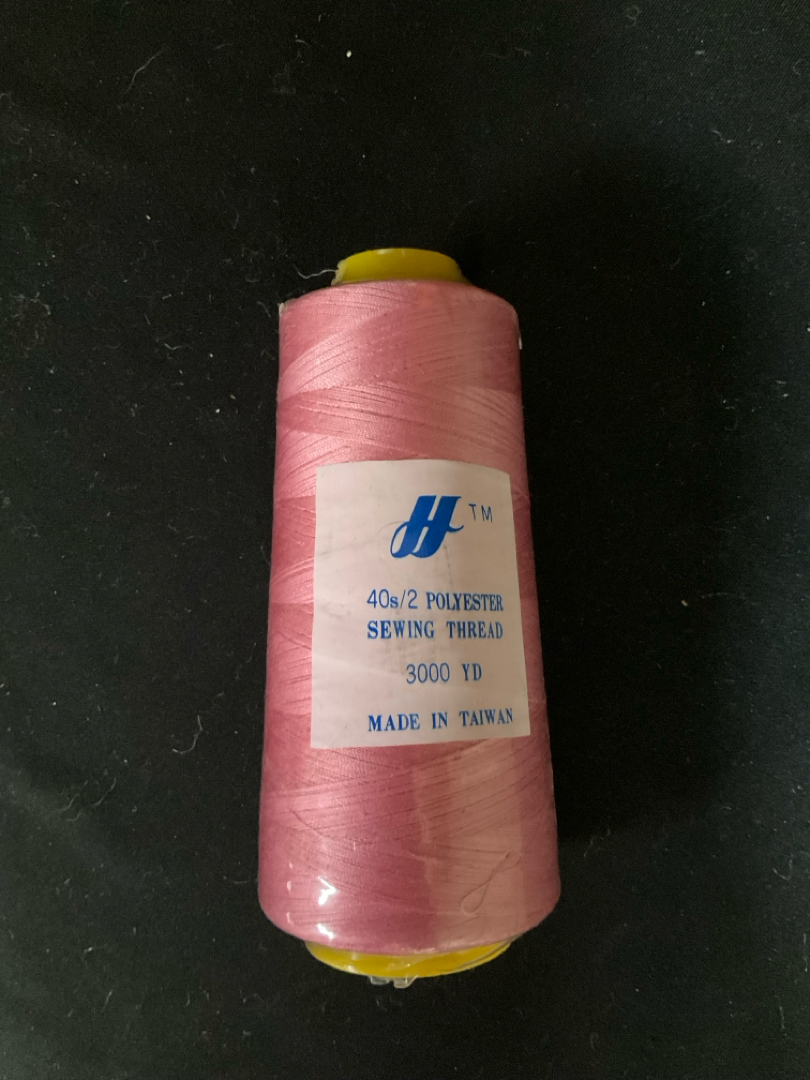 H TM
40s/2 POLYESTER
SEWING THREAD
3000 YD
MADE IN TAIWAN